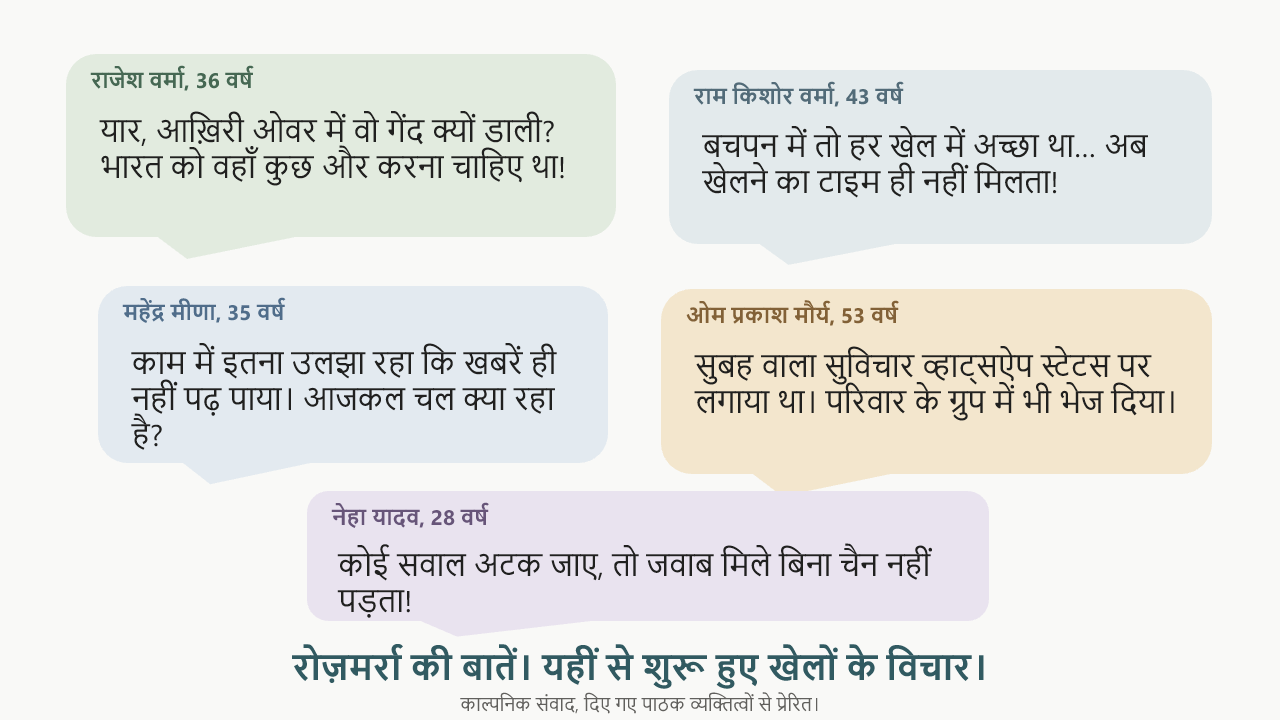 राजेश वर्मा, 36 वर्ष
यार, आख़िरी ओवर में वो गेंद क्यों डाली?
भारत को वहाँ कुछ और करना चाहिए था!
राम किशोर वर्मा, 43 वर्ष
बचपन में तो हर खेल में अच्छा था... अब
खेलने का टाइम ही नहीं मिलता!
महेंद्र मीणा, 35 वर्ष
काम में इतना उलझा रहा कि खबरें ही
नहीं पढ़ पाया। आजकल चल क्या रहा
है?
ओम प्रकाश मौर्य, 53 वर्ष
सुबह वाला सुविचार व्हाट्सऐप स्टेटस पर
लगाया था। परिवार के ग्रुप में भी भेज दिया।
नेहा यादव, 28 वर्ष
कोई सवाल अटक जाए, तो जवाब मिले बिना चैन नहीं
पड़ता!
रोज़मर्रा की बातें। यहीं से शुरू हुए खेलों के विचार।
काल्पनिक संवाद, दिए गए पाठक व्यक्तित्वों से प्रेरित।